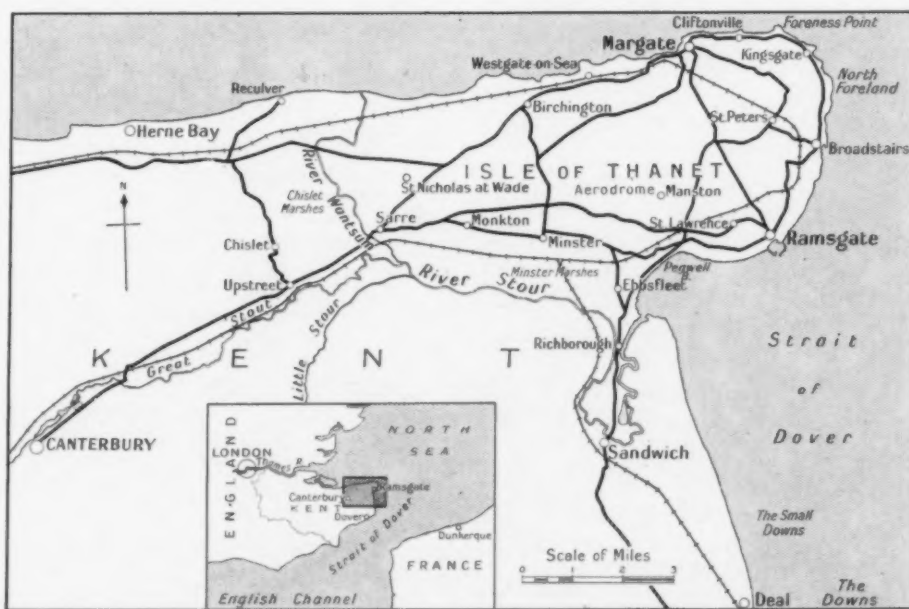 Cliftonville
Foreness Point
Margate
Kingsgate
Westgate on Sea
North
Foreland
Reculver
Birchington
Herne Bay
St. Peters
Broadstairs
ISLE OF THANET
River Wantsum
St Nicholas at Wade
Aerodrome
Manston
N
Chislet
Marshes
Sarre
Monkton
St. Lawrence
Minster
Ramsgate
Chislet
Pegwell
B.
Minster Marshes
River Stour
Upstreet
Ebbsfleet
Great Stour
Little Stour
Richborough
Strait
of
Dover
KENT
CANTERBURY
Sandwich
NORTH
SEA
LONDON
Thames R.
ENGLAND
Ramsgate
Canterbury
KENT
Dover
Strait of Dover
Dunkerque
FRANCE
English Channel
The Small
Downs
Scale of Miles
0 1 2 3
Deal
The
Downs